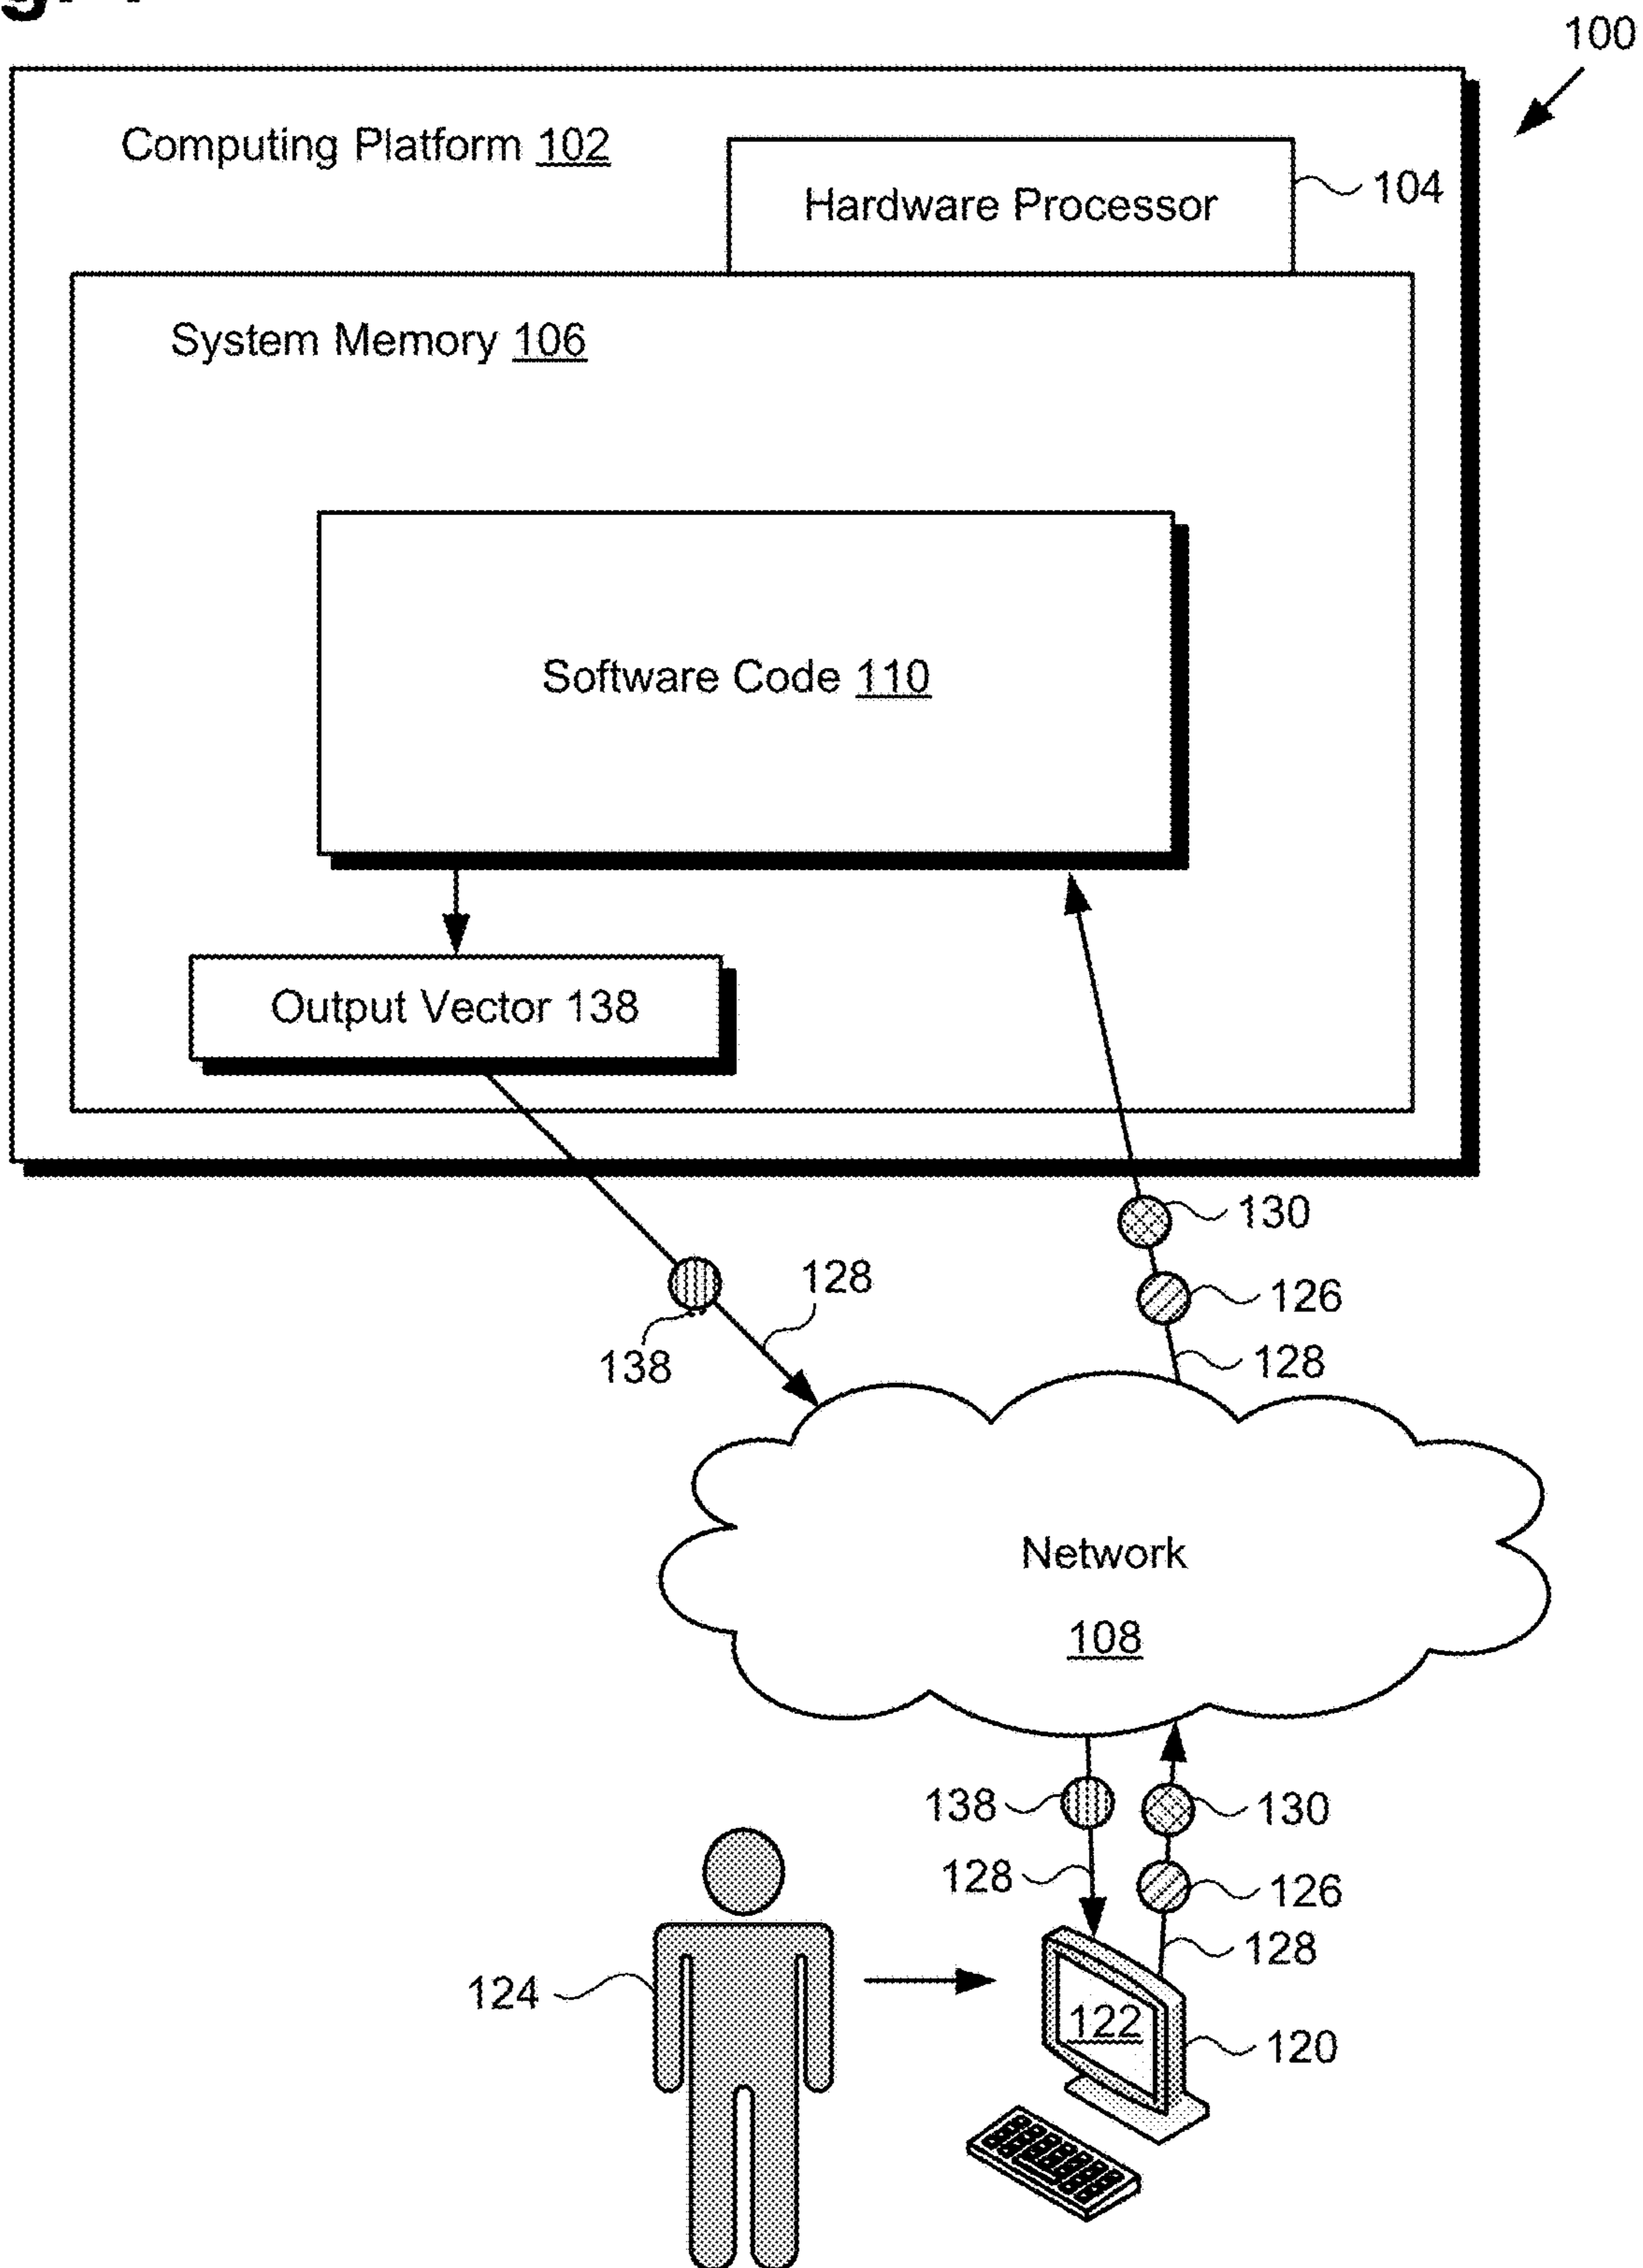 100
Computing Platform 102
Hardware Processor
104
System Memory 106
Software Code 110
Output Vector 138
130
128
126
138
128
Network
108
138
130
128
126
128
124
122
120